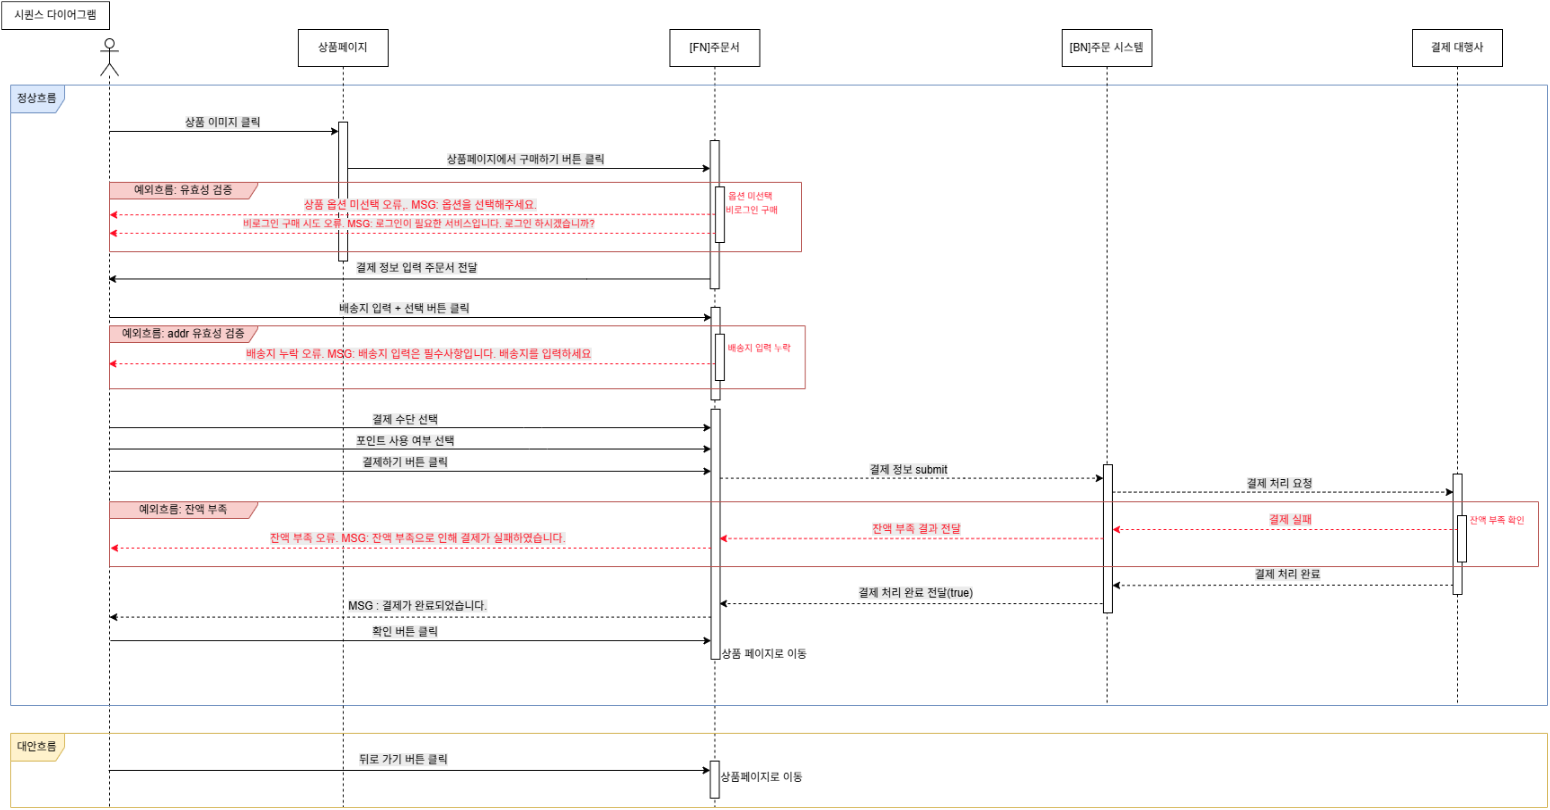 시퀀스 다이어그램
상품페이지
[FN]주문서
[BN]주문 시스템
결제 대행사
정상흐름
상품 이미지 클릭
상품페이지에서 구매하기 버튼 클릭
예외흐름: 유효성 검증
옵션 미선택
비로그인 구매
상품 옵션 미선택 오류,. MSG: 옵션을 선택해주세요.
비로그인 구매 시도 오류. MSG: 로그인이 필요한 서비스입니다. 로그인 하시겠습니까?
결제 정보 입력 주문서 전달
배송지 입력 + 선택 버튼 클릭
예외흐름: addr 유효성 검증
배송지 입력 누락
배송지 누락 오류. MSG: 배송지 입력은 필수사항입니다. 배송지를 입력하세요
결제 수단 선택
포인트 사용 여부 선택
결제하기 버튼 클릭
결제 정보 submit
결제 처리 요청
예외흐름: 잔액 부족
잔액 부족 확인
결제 실패
잔액 부족 결과 전달
잔액 부족 오류. MSG: 잔액 부족으로 인해 결제가 실패하였습니다.
결제 처리 완료
결제 처리 완료 전달(true)
MSG : 결제가 완료되었습니다.
확인 버튼 클릭
상품 페이지로 이동
대안흐름
뒤로 가기 버튼 클릭
상품페이지로 이동